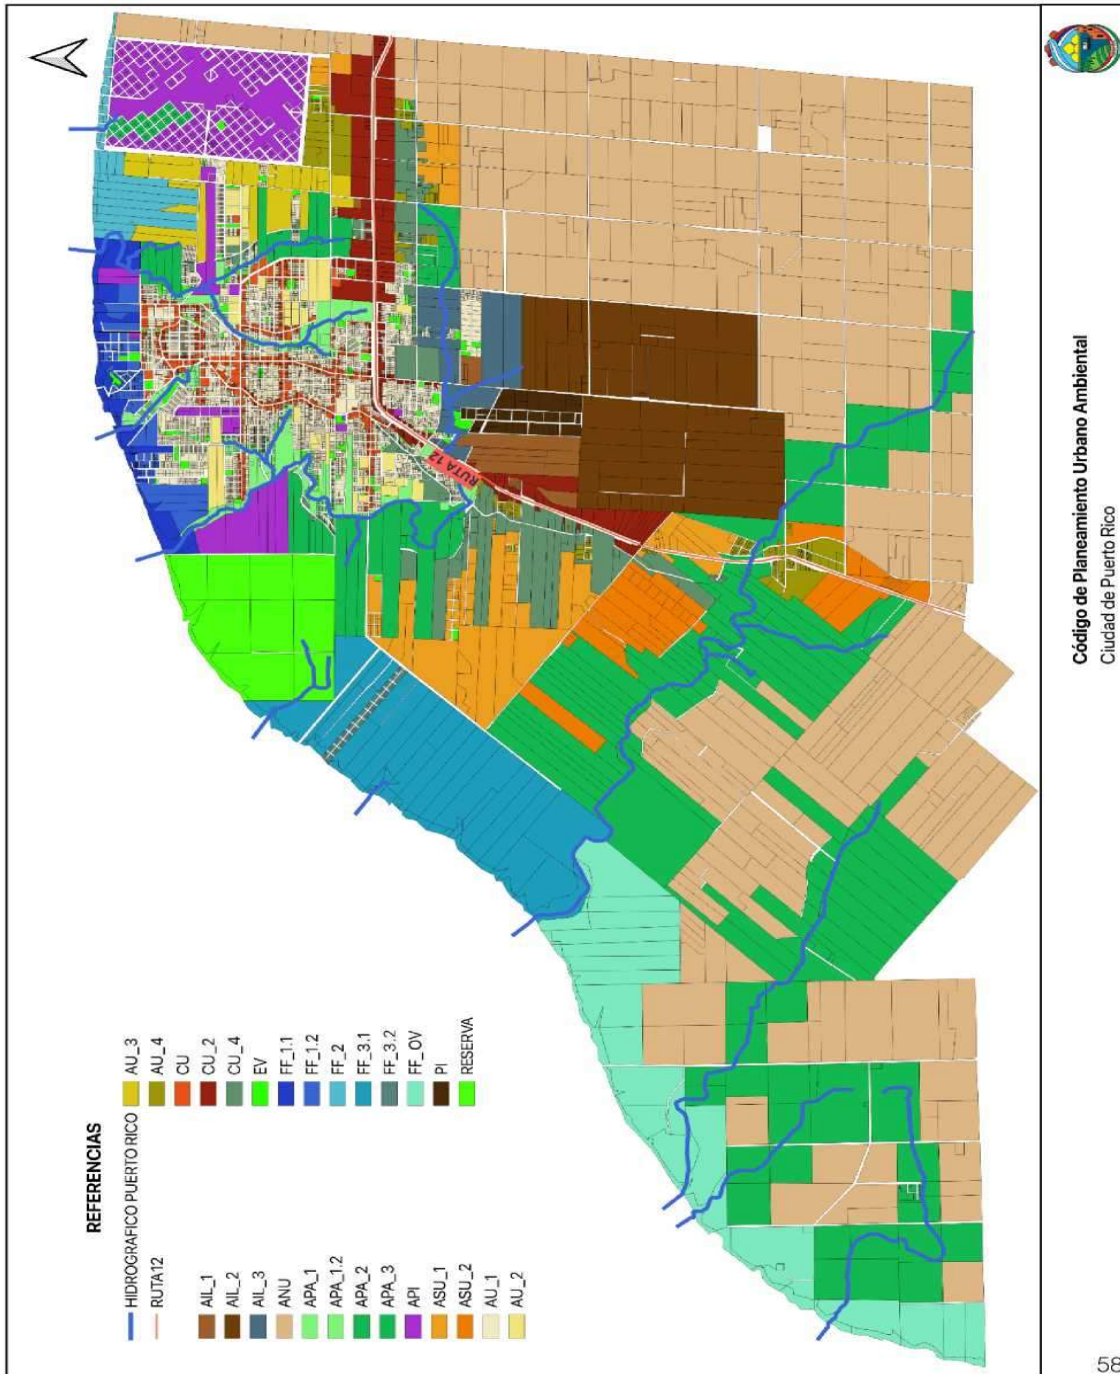 REFERENCIAS
HIDROGRAFICO PUERTO RICO
RUTA12
AIL_1
AIL_2
AIL_3
ANU
APA_1
APA_1.2
APA_2
APA_3
API
ASU_1
ASU_2
AU_1
AU_2
AU_3
AU_4
CU
CU_2
CU_4
EV
FF_1.1
FF_1.2
FF_2
FF_3.1
FF_3.2
FF_OV
PI
RESERVA
RUTA 12
Código de Planeamiento Urbano Ambiental
Ciudad de Puerto Rico
58